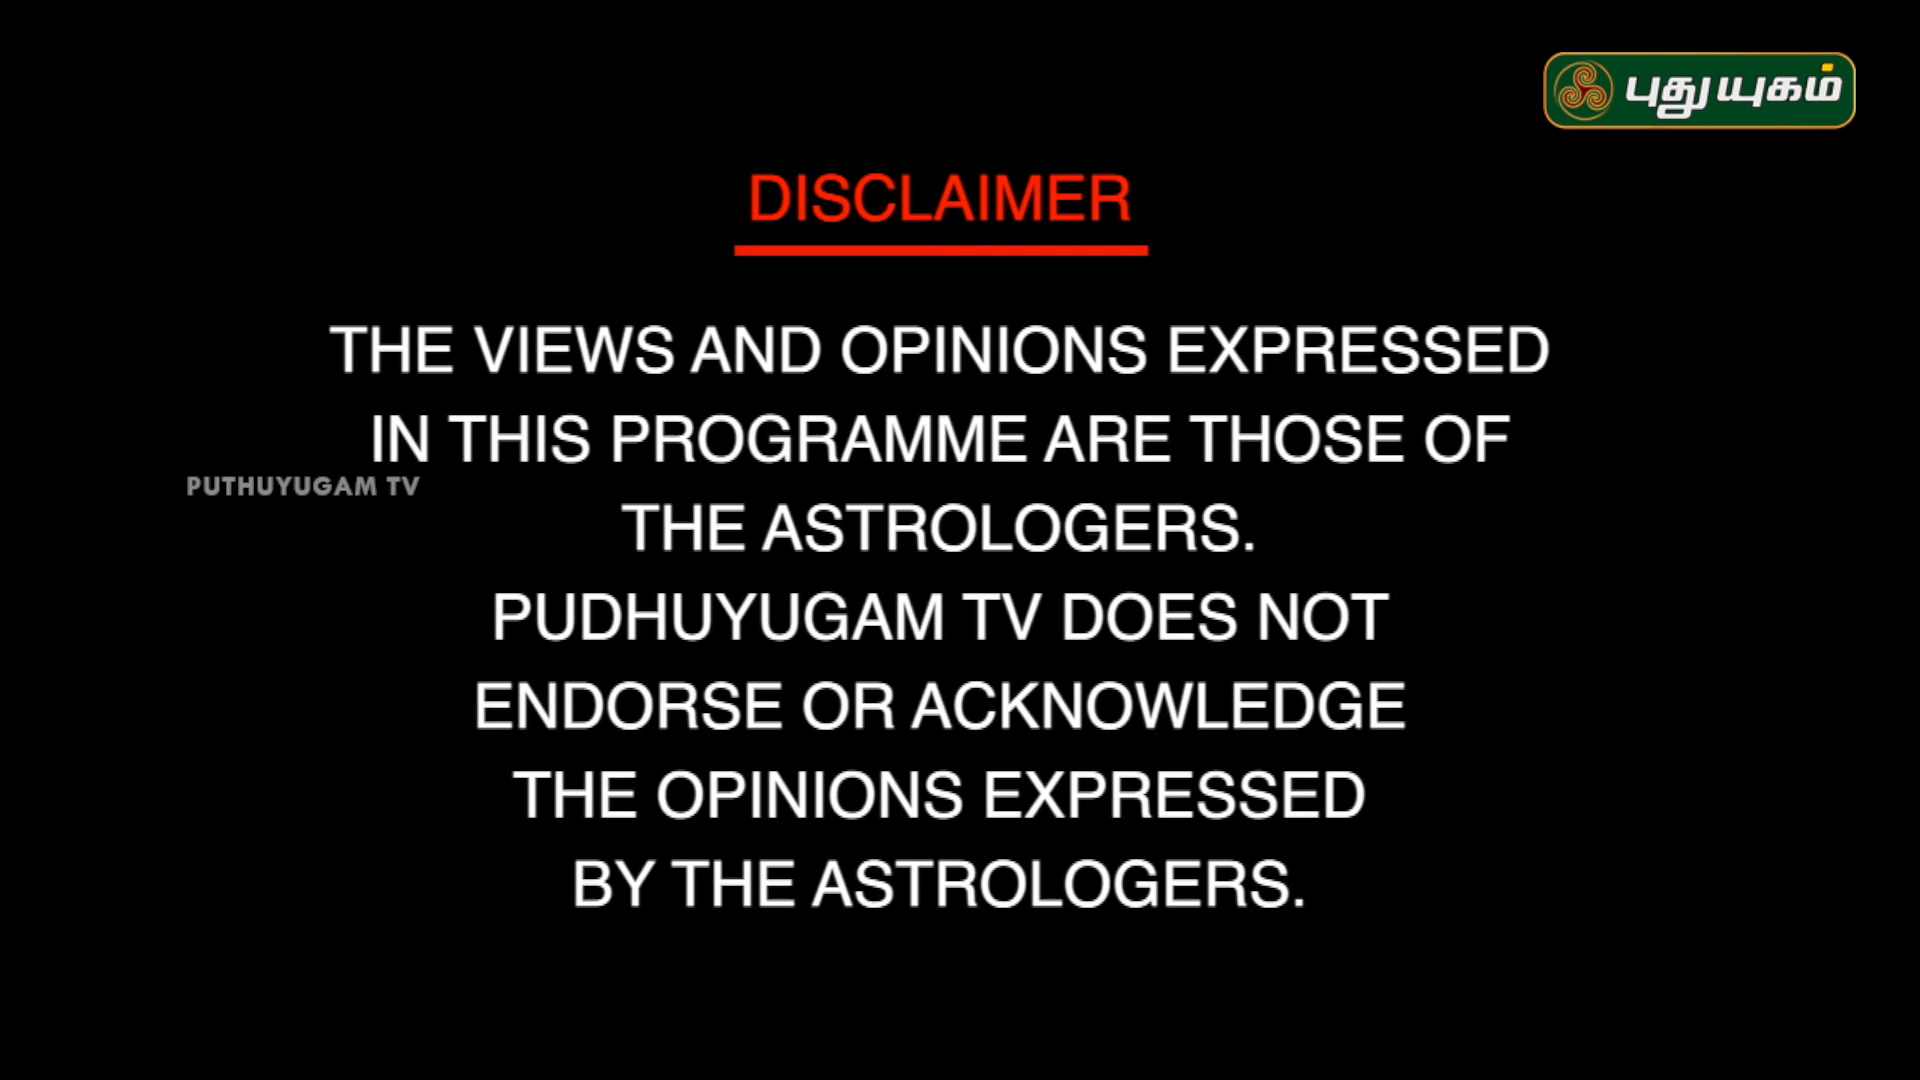 புதுயுகம்
DISCLAIMER
THE VIEWS AND OPINIONS EXPRESSED
IN THIS PROGRAMME ARE THOSE OF
PUTHUYUGAM TV
THE ASTROLOGERS.
PUDHUYUGAM TV DOES NOT
ENDORSE OR ACKNOWLEDGE
THE OPINIONS EXPRESSED
BY THE ASTROLOGERS.